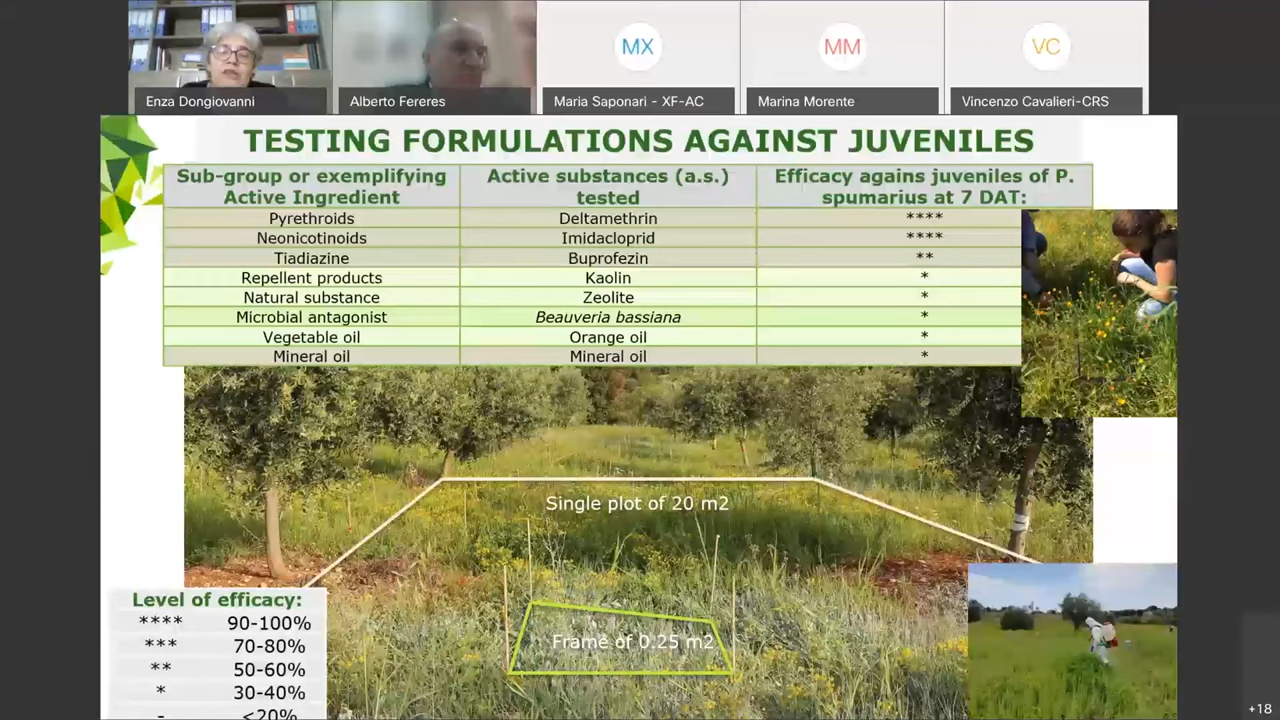 MX
MM
VC
Enza Dongiovanni
Alberto Fereres
Maria Saponari - XF-AC
Marina Morente
Vincenzo Cavalieri-CRS
TESTING FORMULATIONS AGAINST JUVENILES
Sub-group or exemplifying Active Ingredient
Active substances (a.s.) tested
Efficacy agains juveniles of P. spumarius at 7 DAT:
Pyrethroids Deltamethrin ****
Neonicotinoids Imidacloprid ****
Tiadiazine Buprofezin **
Repellent products Kaolin *
Natural substance Zeolite *
Microbial antagonist Beauveria bassiana *
Vegetable oil Orange oil *
Mineral oil Mineral oil *
Single plot of 20 m2
Frame of 0.25 m2
Level of efficacy:
**** 90-100%
*** 70-80%
** 50-60%
* 30-40%
- <20%
+18